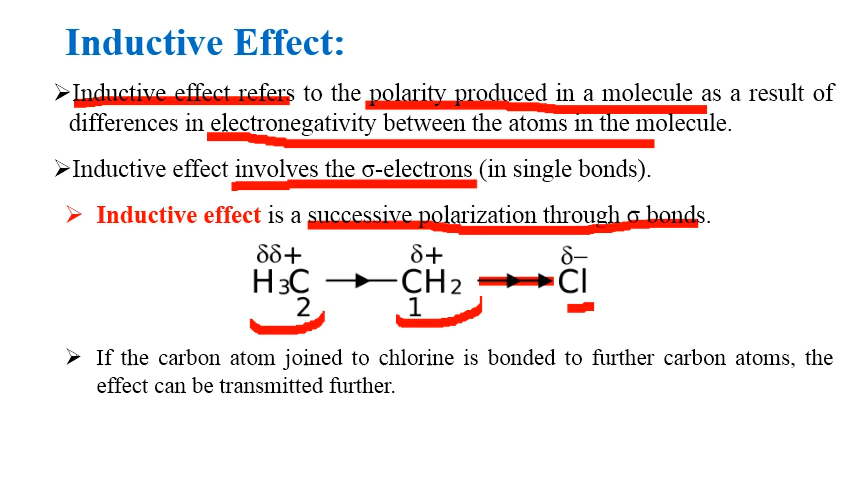 Inductive Effect:
➢Inductive effect refers to the polarity produced in a molecule as a result of
differences in electronegativity between the atoms in the molecule.
➢Inductive effect involves the σ-electrons (in single bonds).
➢ Inductive effect is a successive polarization through σ bonds.
δδ+ δ+ δ−
H₃C CH₂ Cl
2 1
➢ If the carbon atom joined to chlorine is bonded to further carbon atoms, the
effect can be transmitted further.